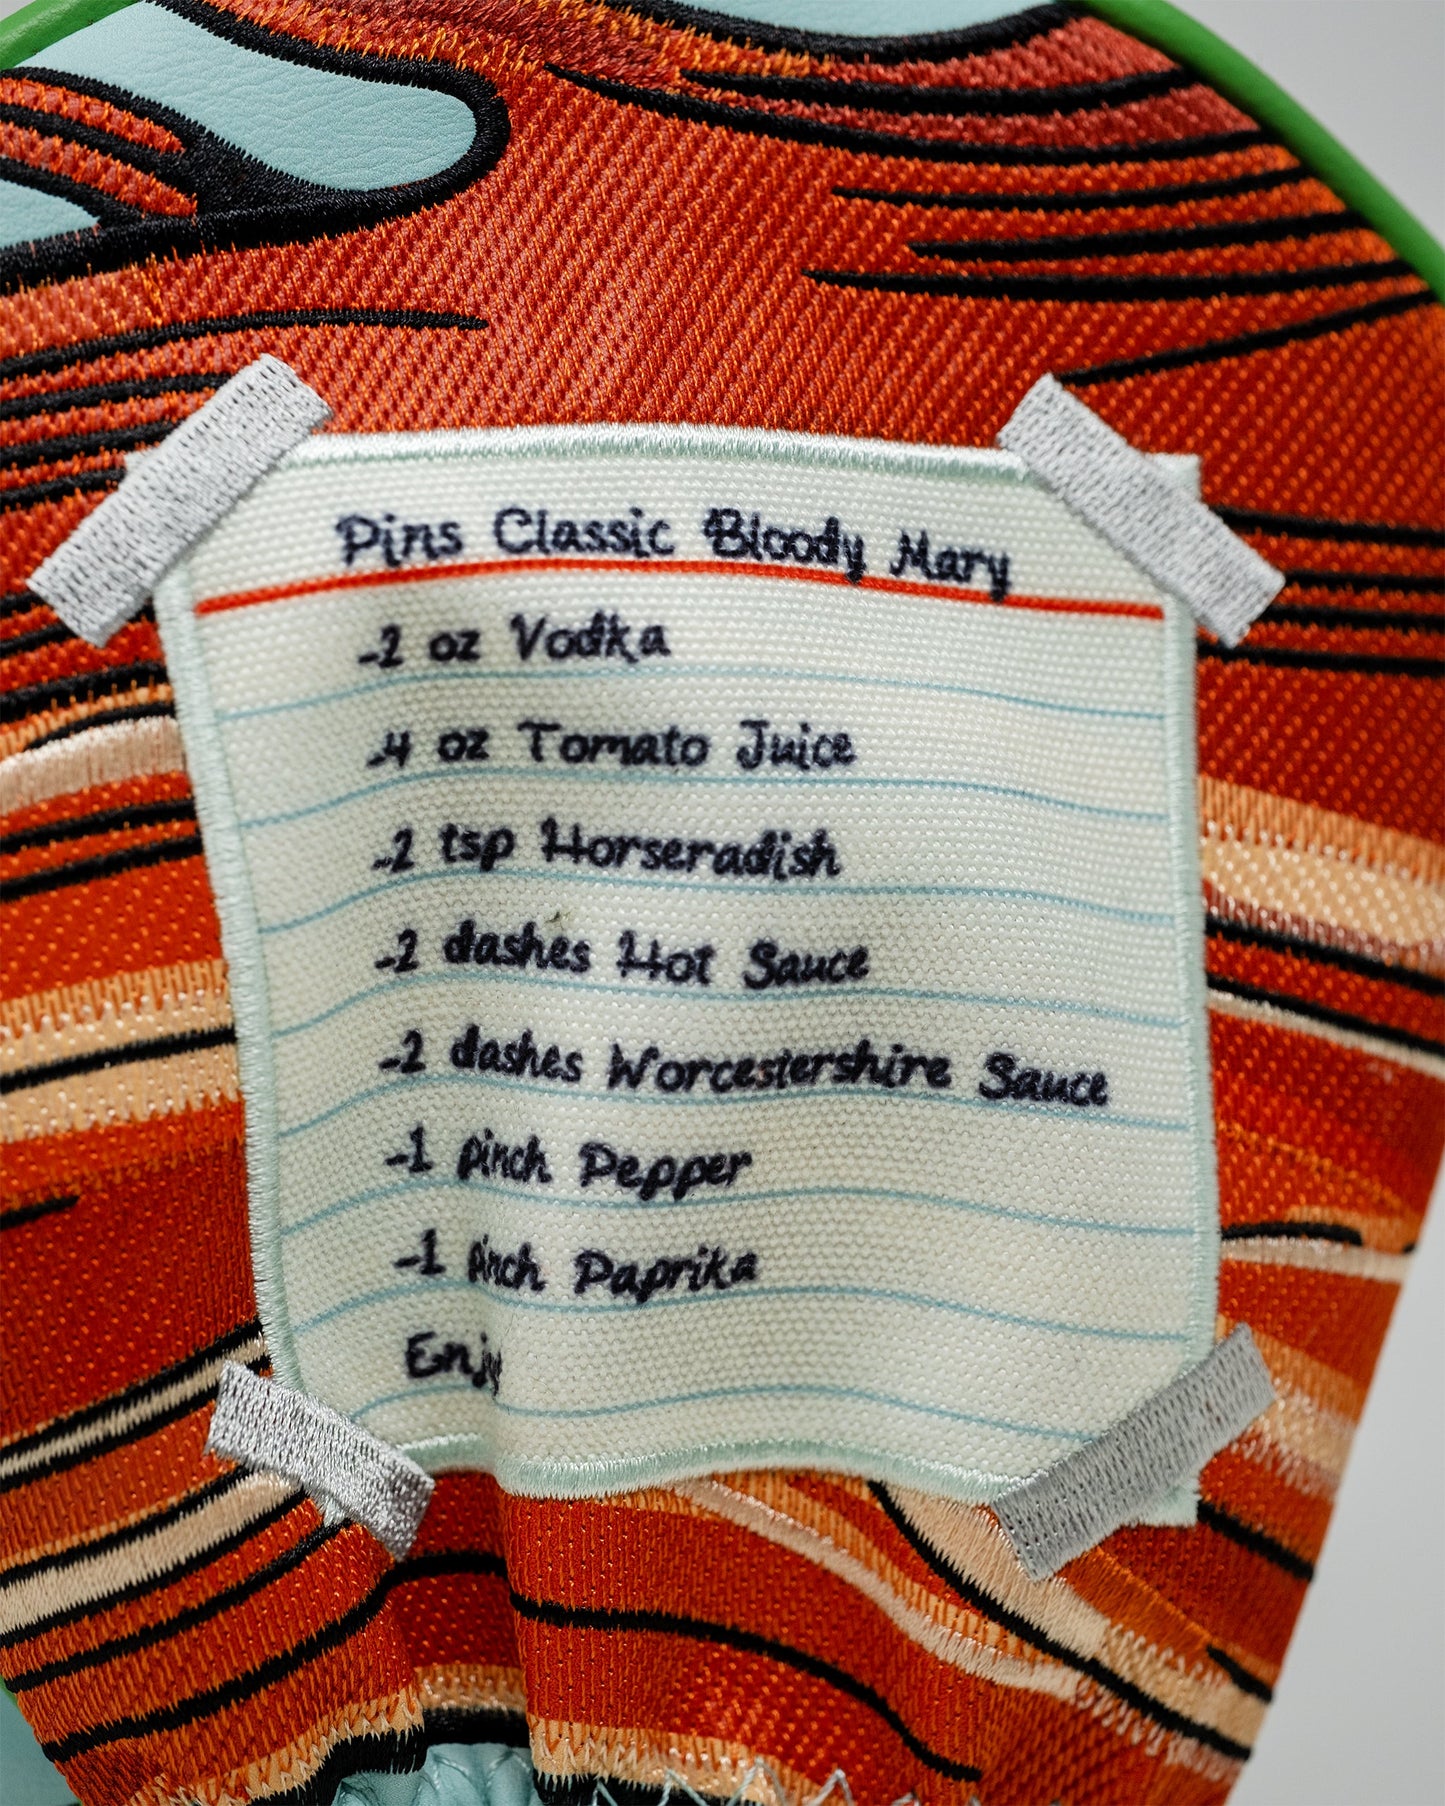 Pins Classic Bloody Mary
-2 oz Vodka
-4 oz Tomato Juice
-2 tsp Horseradish
-2 dashes Hot Sauce
-2 dashes Worcestershire Sauce
-1 pinch Pepper
-1 pinch Paprika
Enjoy